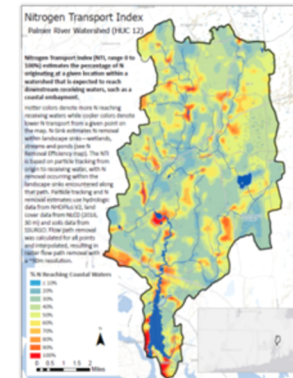 Nitrogen Transport Index
Palmer River Watershed (HUC 12)
Nitrogen Transport Index (NTI, range 0 to
100%) estimates the percentage of N
originating at a given location within a
watershed that is expected to reach
downstream receiving waters, such as a
coastal embayment.
Hotter colors denote more N reaching
receiving waters while cooler colors denote
lower N transport from a given point on
the map. N-Sink estimates N removal
within landscape sinks—wetlands,
streams and ponds (see N
Removal Efficiency map). The NTI
is based on particle tracking from
origin to receiving water, with N
removal occurring within the
landscape sinks encountered along
that path. Particle tracking and N
removal estimates use hydrologic
data from NHDPlus V2, land
cover data from NLCD (2016,
30 m) and soils data from
SSURGO. Flow path removal
was calculated for all points
and interpolated, resulting in
raster flow path removal with
a resolution.
% N Reaching Coastal Waters
≤ 10%
20%
30%
40%
50%
60%
70%
80%
90%
100%
0 0.5 1 2
Miles